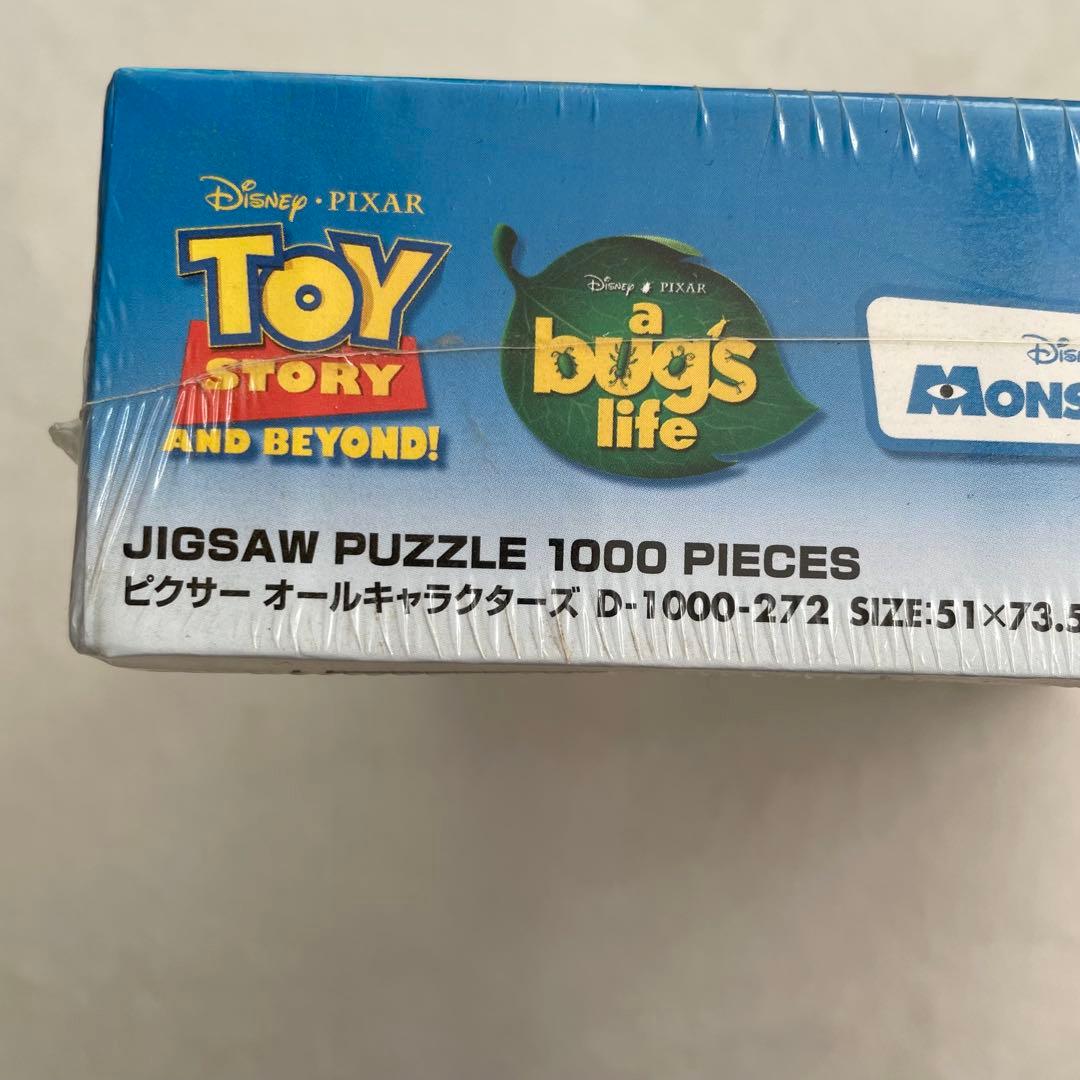 Disney · PIXAR
TOY
STORY
AND BEYOND!
Disney PIXAR
a
bug's
life
JIGSAW PUZZLE 1000 PIECES
ピクサー オールキャラクターズ D-1000-272 SIZE:51×73.5